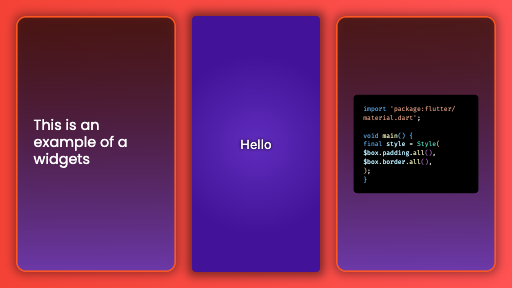 This is an
example of a
widgets
Hello
import 'package:flutter/
material.dart';
void main() {
final style = Style(
$box.padding.all(),
$box.border.all(),
);
}